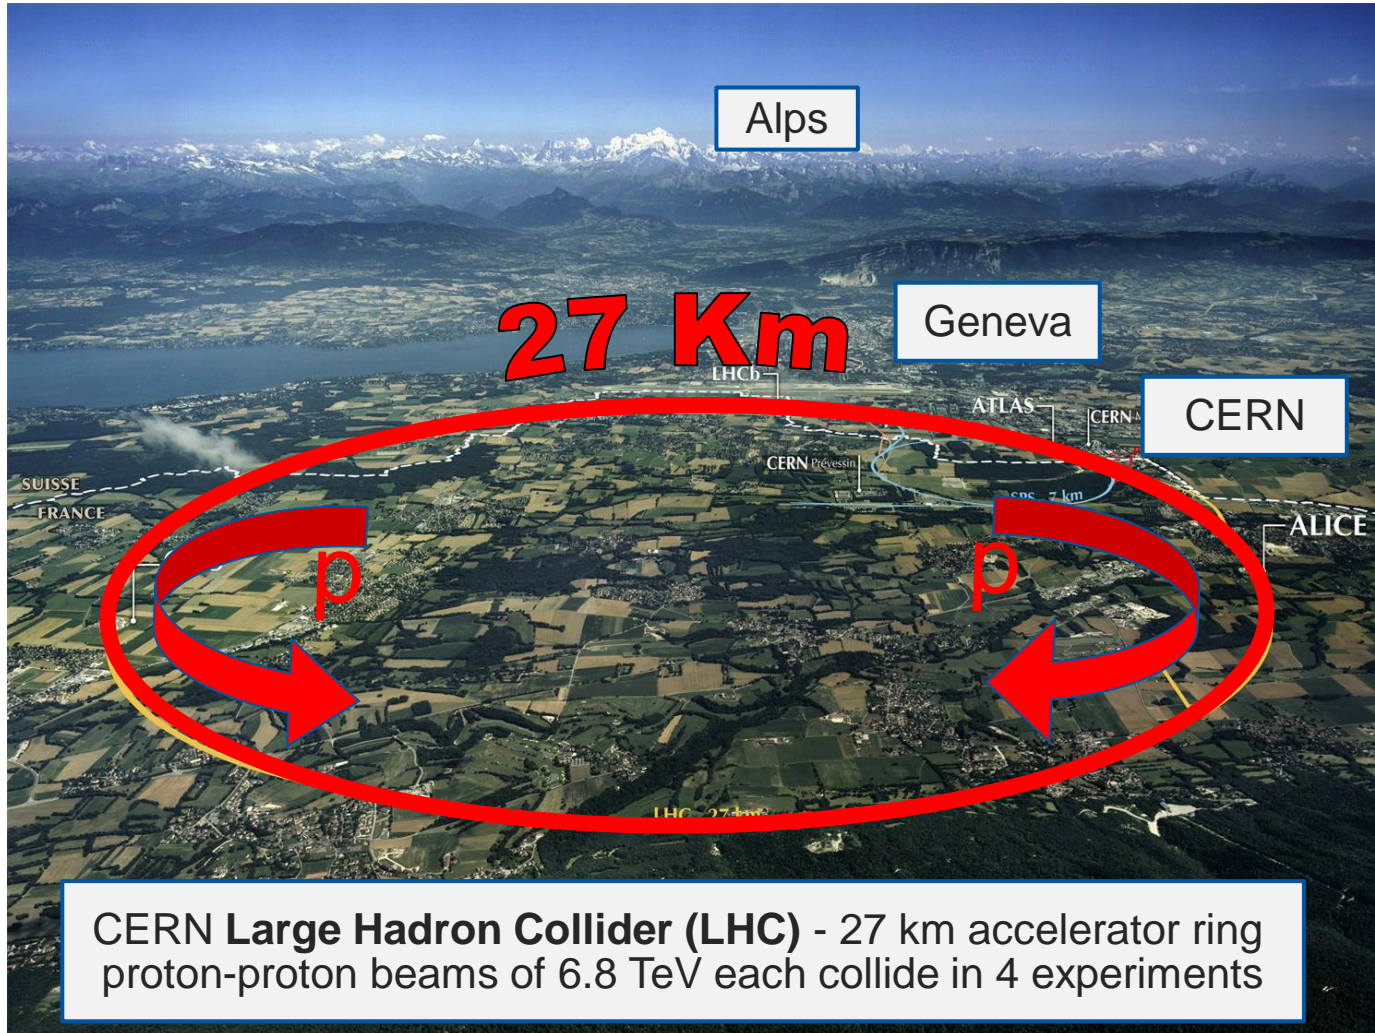 Alps
27 Km
Geneva
LHCb
ATLAS
CERN
CERN
CERN Prévessin
SUISSE
FRANCE
SPS 7 km
ALICE
p
p
LHC - 27 km
CERN Large Hadron Collider (LHC) - 27 km accelerator ring
proton-proton beams of 6.8 TeV each collide in 4 experiments